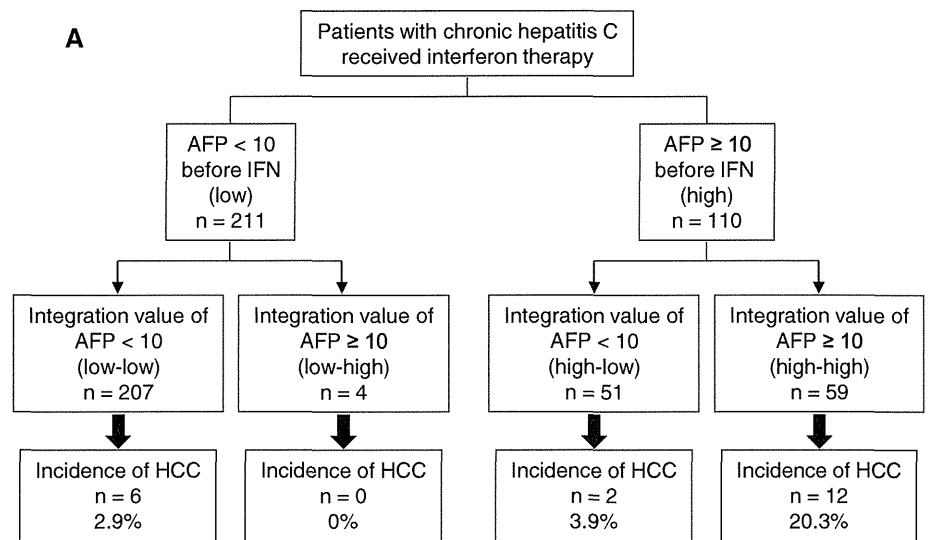 A
Patients with chronic hepatitis C
received interferon therapy
AFP < 10
before IFN
(low)
n = 211
AFP ≥ 10
before IFN
(high)
n = 110
Integration value of
AFP < 10
(low-low)
n = 207
Integration value of
AFP ≥ 10
(low-high)
n = 4
Integration value of
AFP < 10
(high-low)
n = 51
Integration value of
AFP ≥ 10
(high-high)
n = 59
Incidence of HCC
n = 6
2.9%
Incidence of HCC
n = 0
0%
Incidence of HCC
n = 2
3.9%
Incidence of HCC
n = 12
20.3%